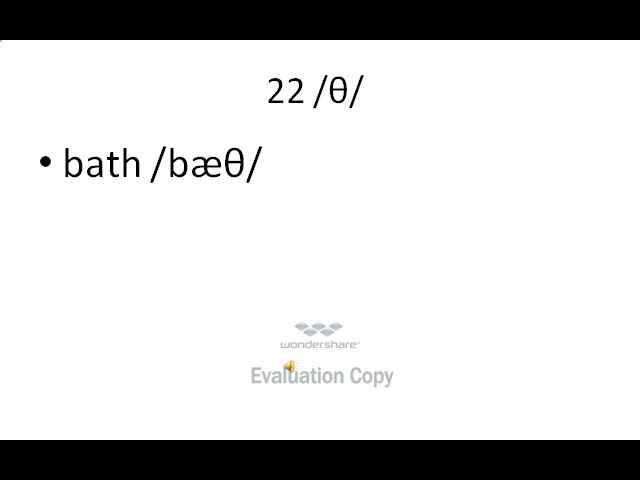 22 /θ/
• bath /bæθ/
wondershare
Evaluation Copy